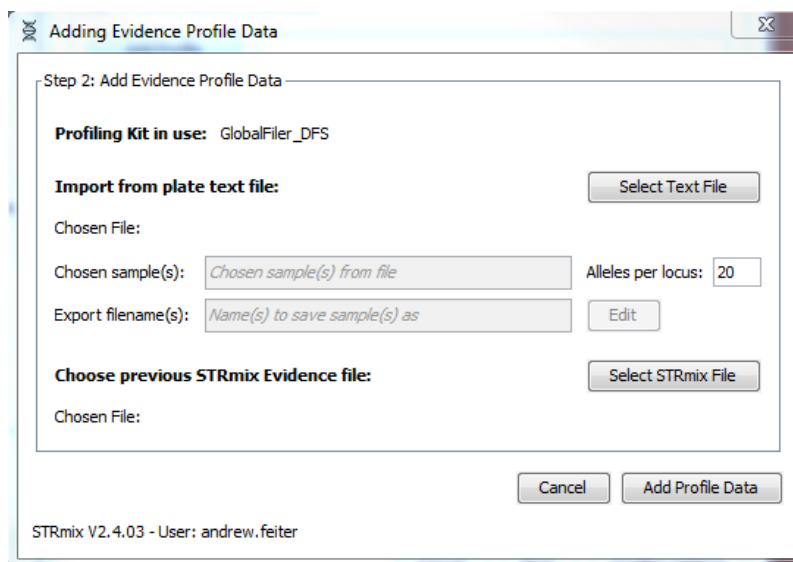 Adding Evidence Profile Data
Step 2: Add Evidence Profile Data
Profiling Kit in use: GlobalFiler_DFS
Import from plate text file: Select Text File
Chosen File:
Chosen sample(s): Chosen sample(s) from file Alleles per locus: 20
Export filename(s): Name(s) to save sample(s) as Edit
Choose previous STRmix Evidence file: Select STRmix File
Chosen File:
Cancel Add Profile Data
STRmix V2.4.03 - User: andrew.feiter